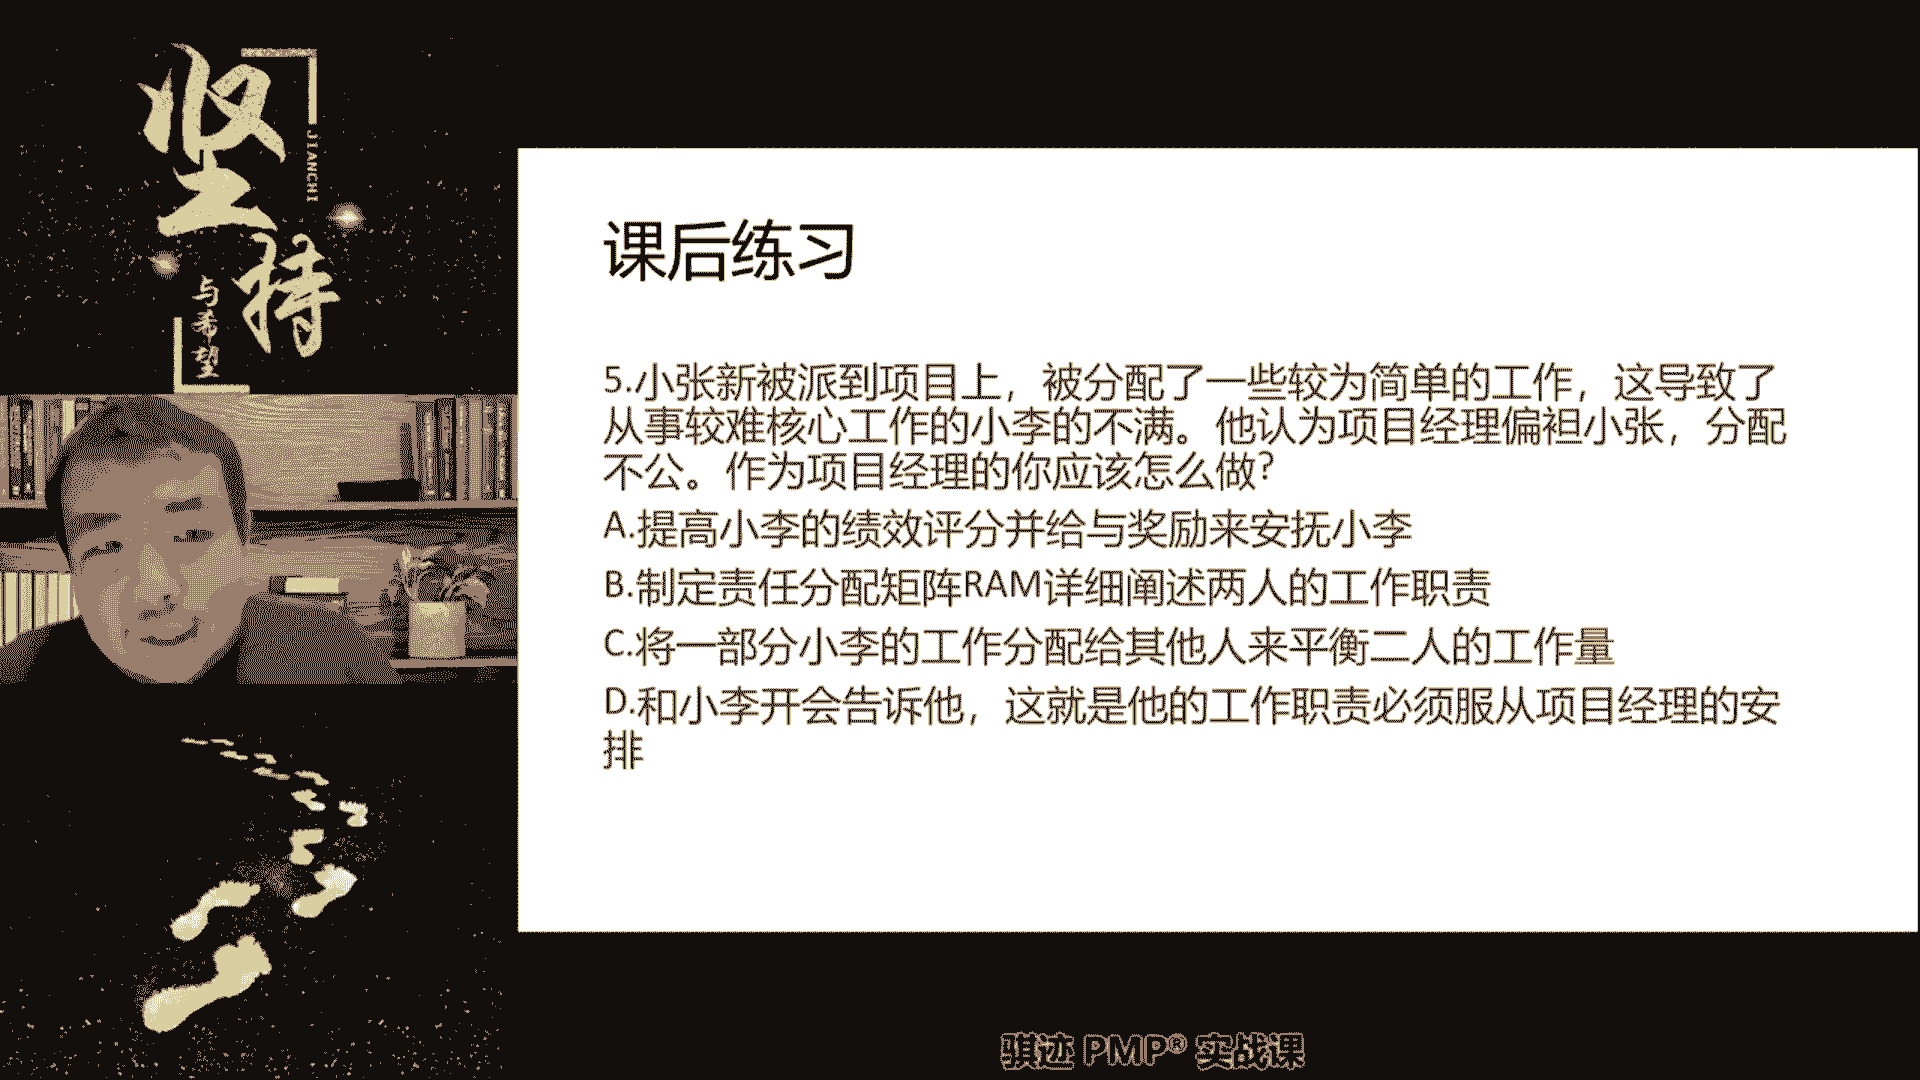 坚持
JIANCHI
与希望
课后练习
5.小张新被派到项目上，被分配了一些较为简单的工作，这导致了
从事较难核心工作的小李的不满。他认为项目经理偏袒小张，分配
不公。作为项目经理的你应该怎么做？
A.提高小李的绩效评分并给与奖励来安抚小李
B.制定责任分配矩阵RAM详细阐述两人的工作职责
C.将一部分小李的工作分配给其他人来平衡二人的工作量
D.和小李开会告诉他，这就是他的工作职责必须服从项目经理的安
排
骐迹 PMP® 实战课